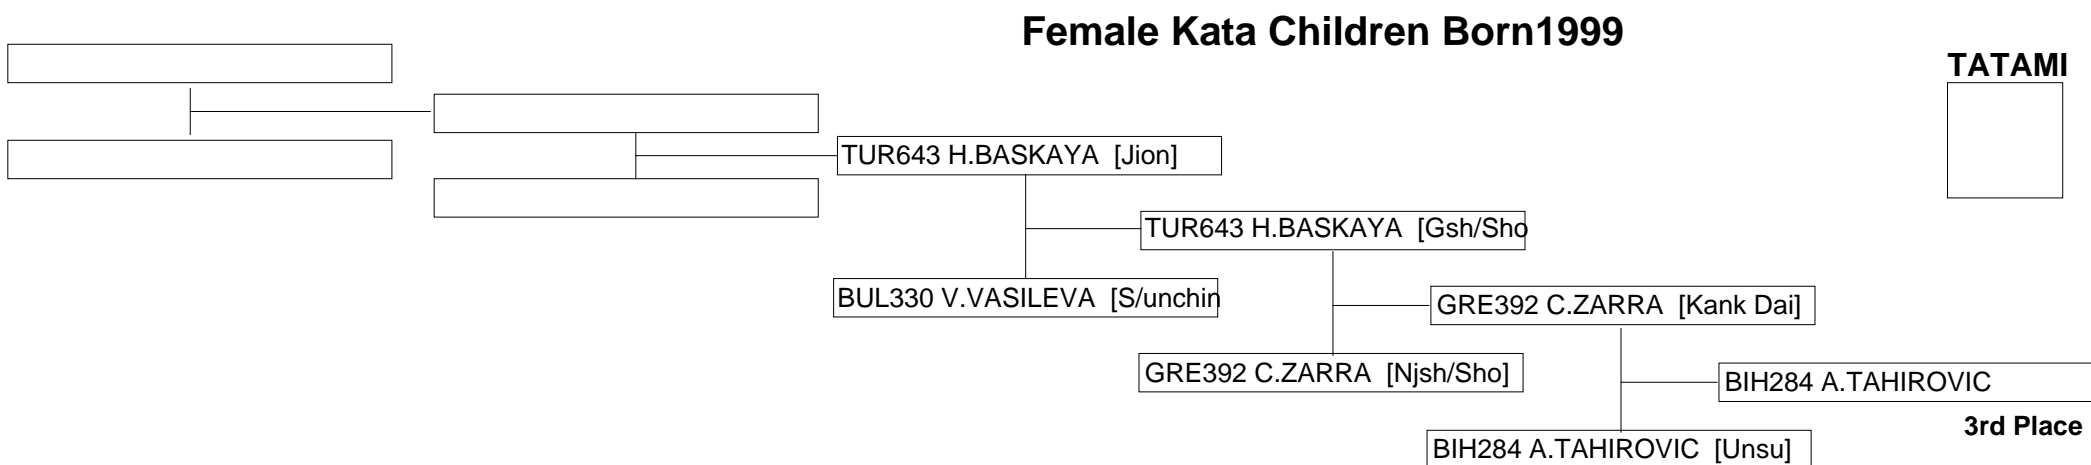 Female Kata Children Born1999
TATAMI
TUR643 H.BASKAYA [Jion]
TUR643 H.BASKAYA [Gsh/Sho
BUL330 V.VASILEVA [S/unchin
GRE392 C.ZARRA [Kank Dai]
GRE392 C.ZARRA [Njsh/Sho]
BIH284 A.TAHIROVIC
3rd Place
BIH284 A.TAHIROVIC [Unsu]